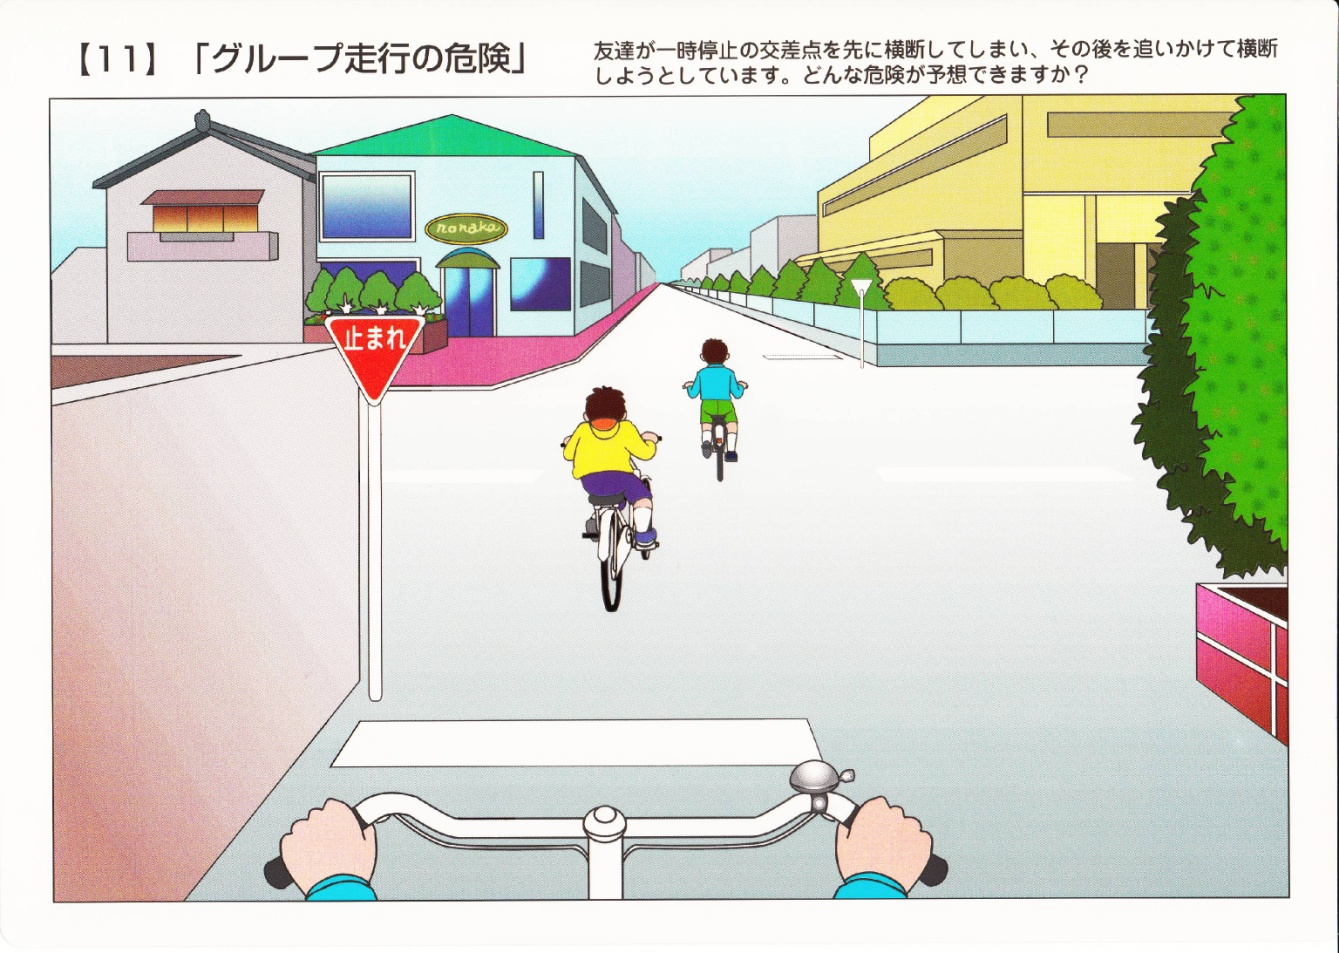 【11】「グループ走行の危険」
友達が一時停止の交差点を先に横断してしまい、その後を追いかけて横断
しようとしています。どんな危険が予想できますか？
nonaka
止まれ